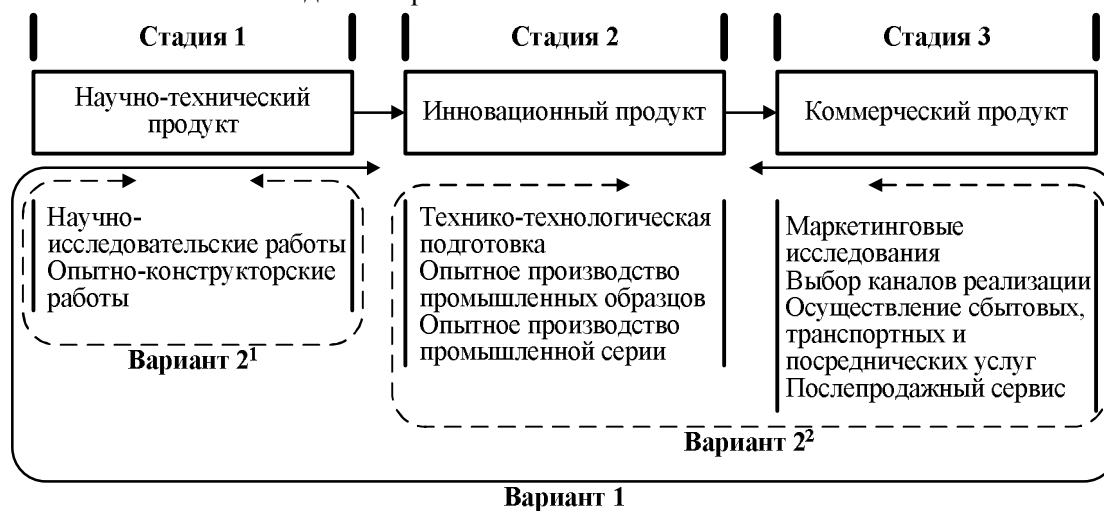 Стадия 1
Стадия 2
Стадия 3
Научно-технический
продукт
Инновационный продукт
Коммерческий продукт
Научно-
исследовательские работы
Опытно-конструкторские
работы
Технико-технологическая
подготовка
Опытное производство
промышленных образцов
Опытное производство
промышленной серии
Маркетинговые
исследования
Выбор каналов реализации
Осуществление сбытовых,
транспортных и
посреднических услуг
Послепродажный сервис
Вариант 2¹
Вариант 2²
Вариант 1